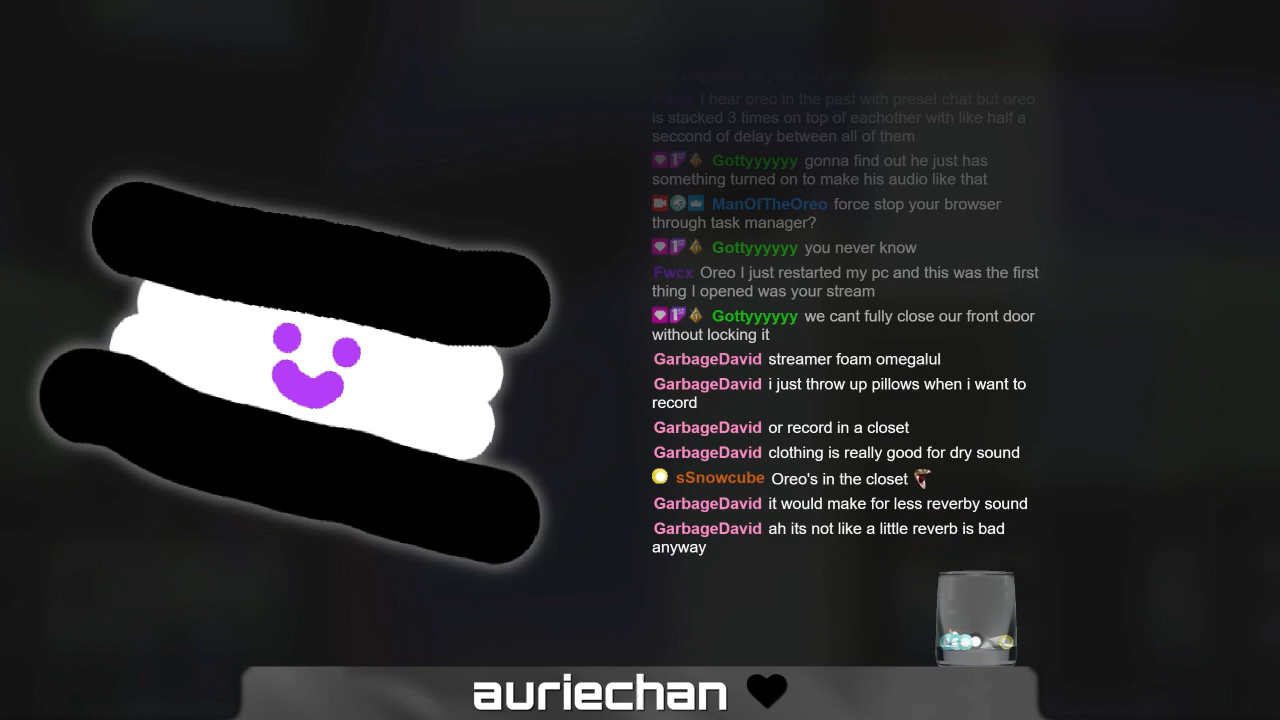 Fwcx I hear oreo in the past with preset chat but oreo
is stacked 3 times on top of eachother with like half a
seccond of delay between all of them
Gottyyyyyy gonna find out he just has
something turned on to make his audio like that
ManOfTheOreo force stop your browser
through task manager?
Gottyyyyyy you never know
Fwcx Oreo I just restarted my pc and this was the first
thing I opened was your stream
Gottyyyyyy we cant fully close our front door
without locking it
GarbageDavid streamer foam omegalul
GarbageDavid i just throw up pillows when i want to
record
GarbageDavid or record in a closet
GarbageDavid clothing is really good for dry sound
sSnowcube Oreo's in the closet
GarbageDavid it would make for less reverby sound
GarbageDavid ah its not like a little reverb is bad
anyway
auriechan